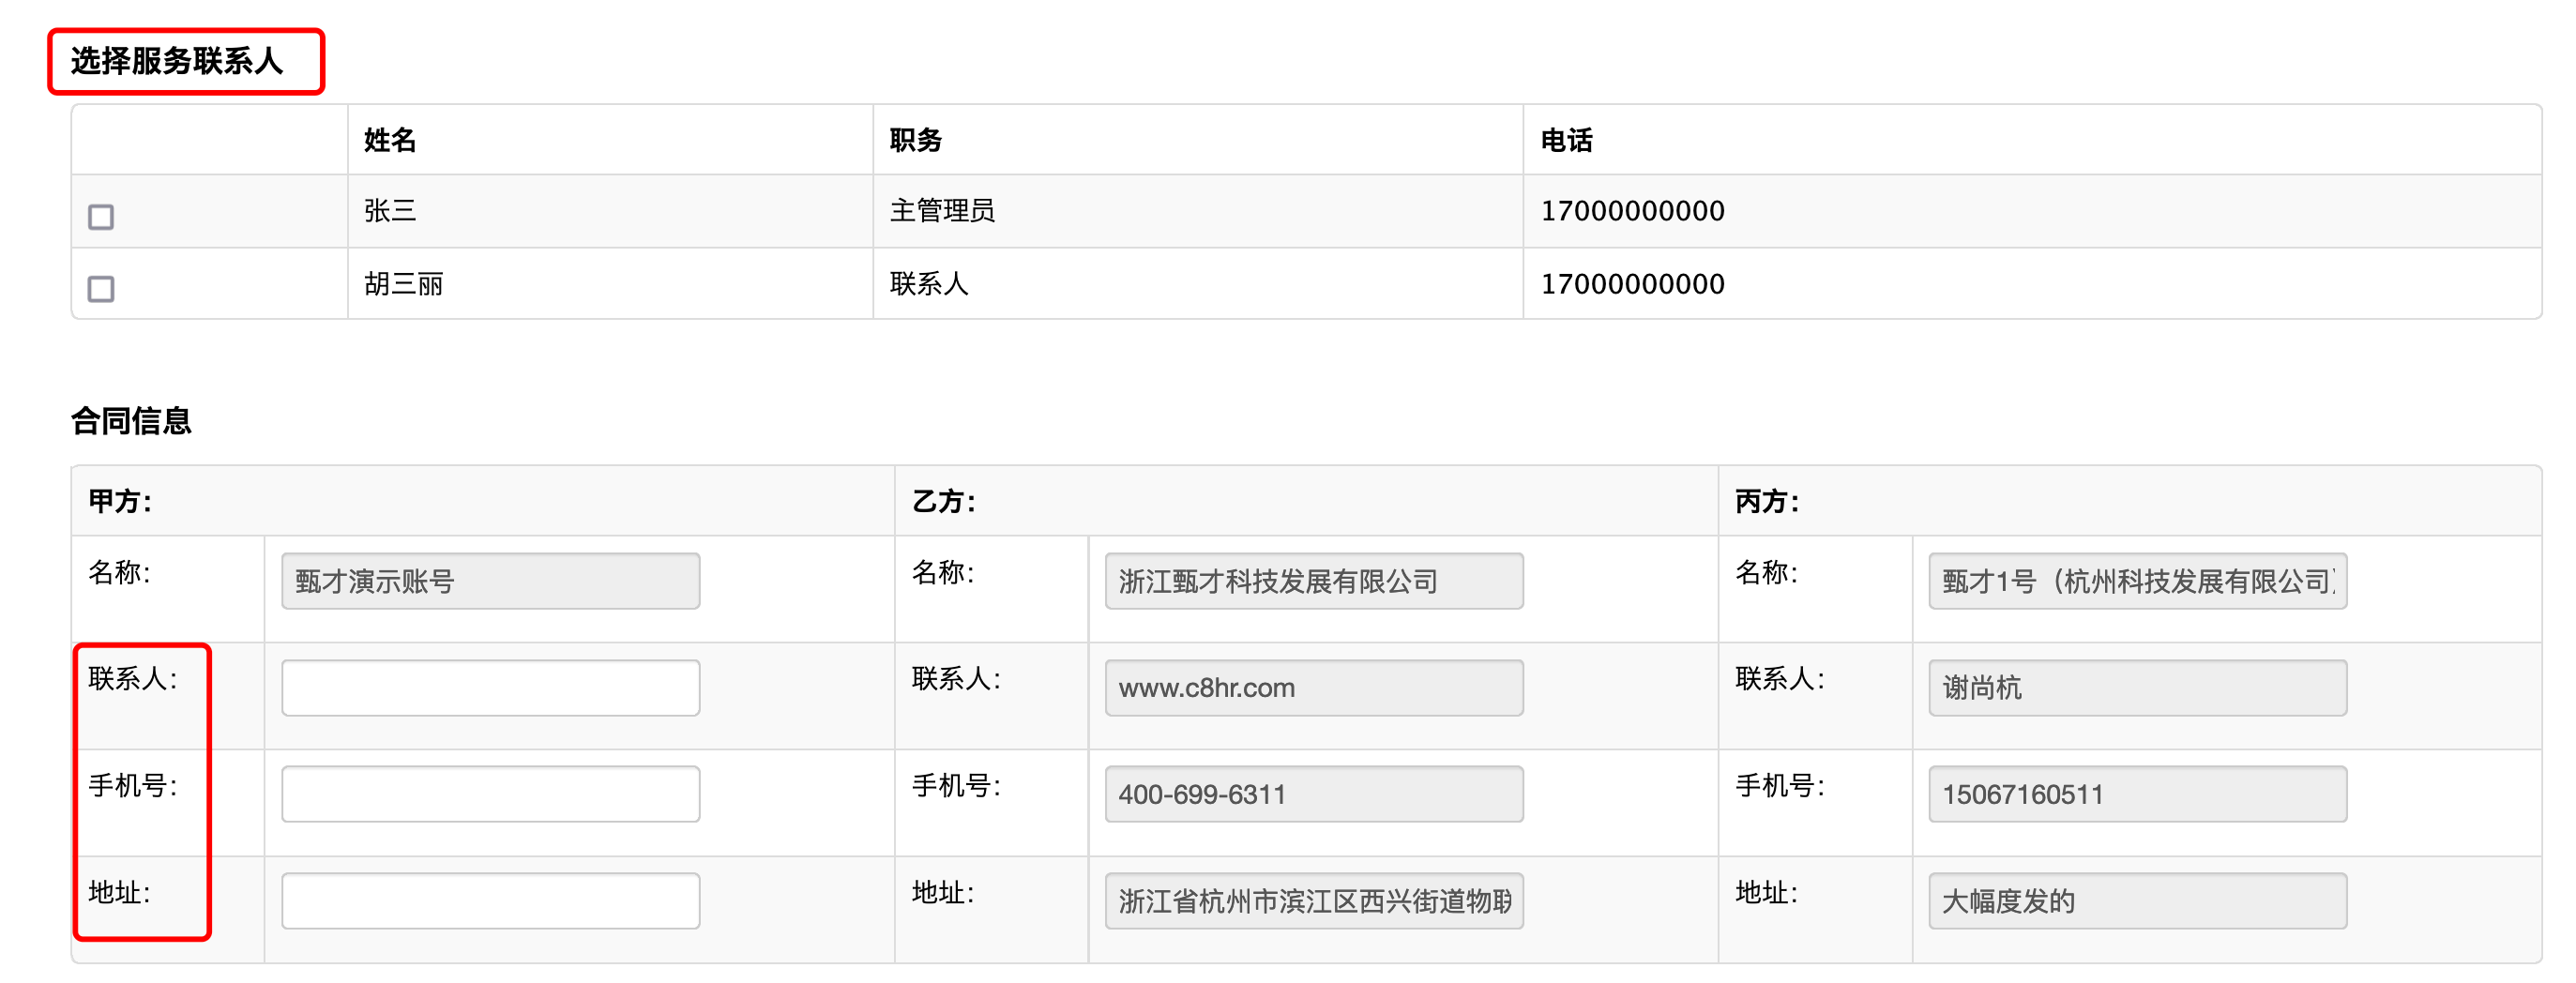 选择服务联系人
姓名 职务 电话
张三 主管理员 17000000000
胡三丽 联系人 17000000000
合同信息
甲方： 乙方： 丙方：
名称： 甄才演示账号 名称： 浙江甄才科技发展有限公司 名称： 甄才1号（杭州科技发展有限公司）
联系人： 联系人： www.c8hr.com 联系人： 谢尚杭
手机号： 手机号： 400-699-6311 手机号： 15067160511
地址： 地址： 浙江省杭州市滨江区西兴街道物联 地址： 大幅度发的